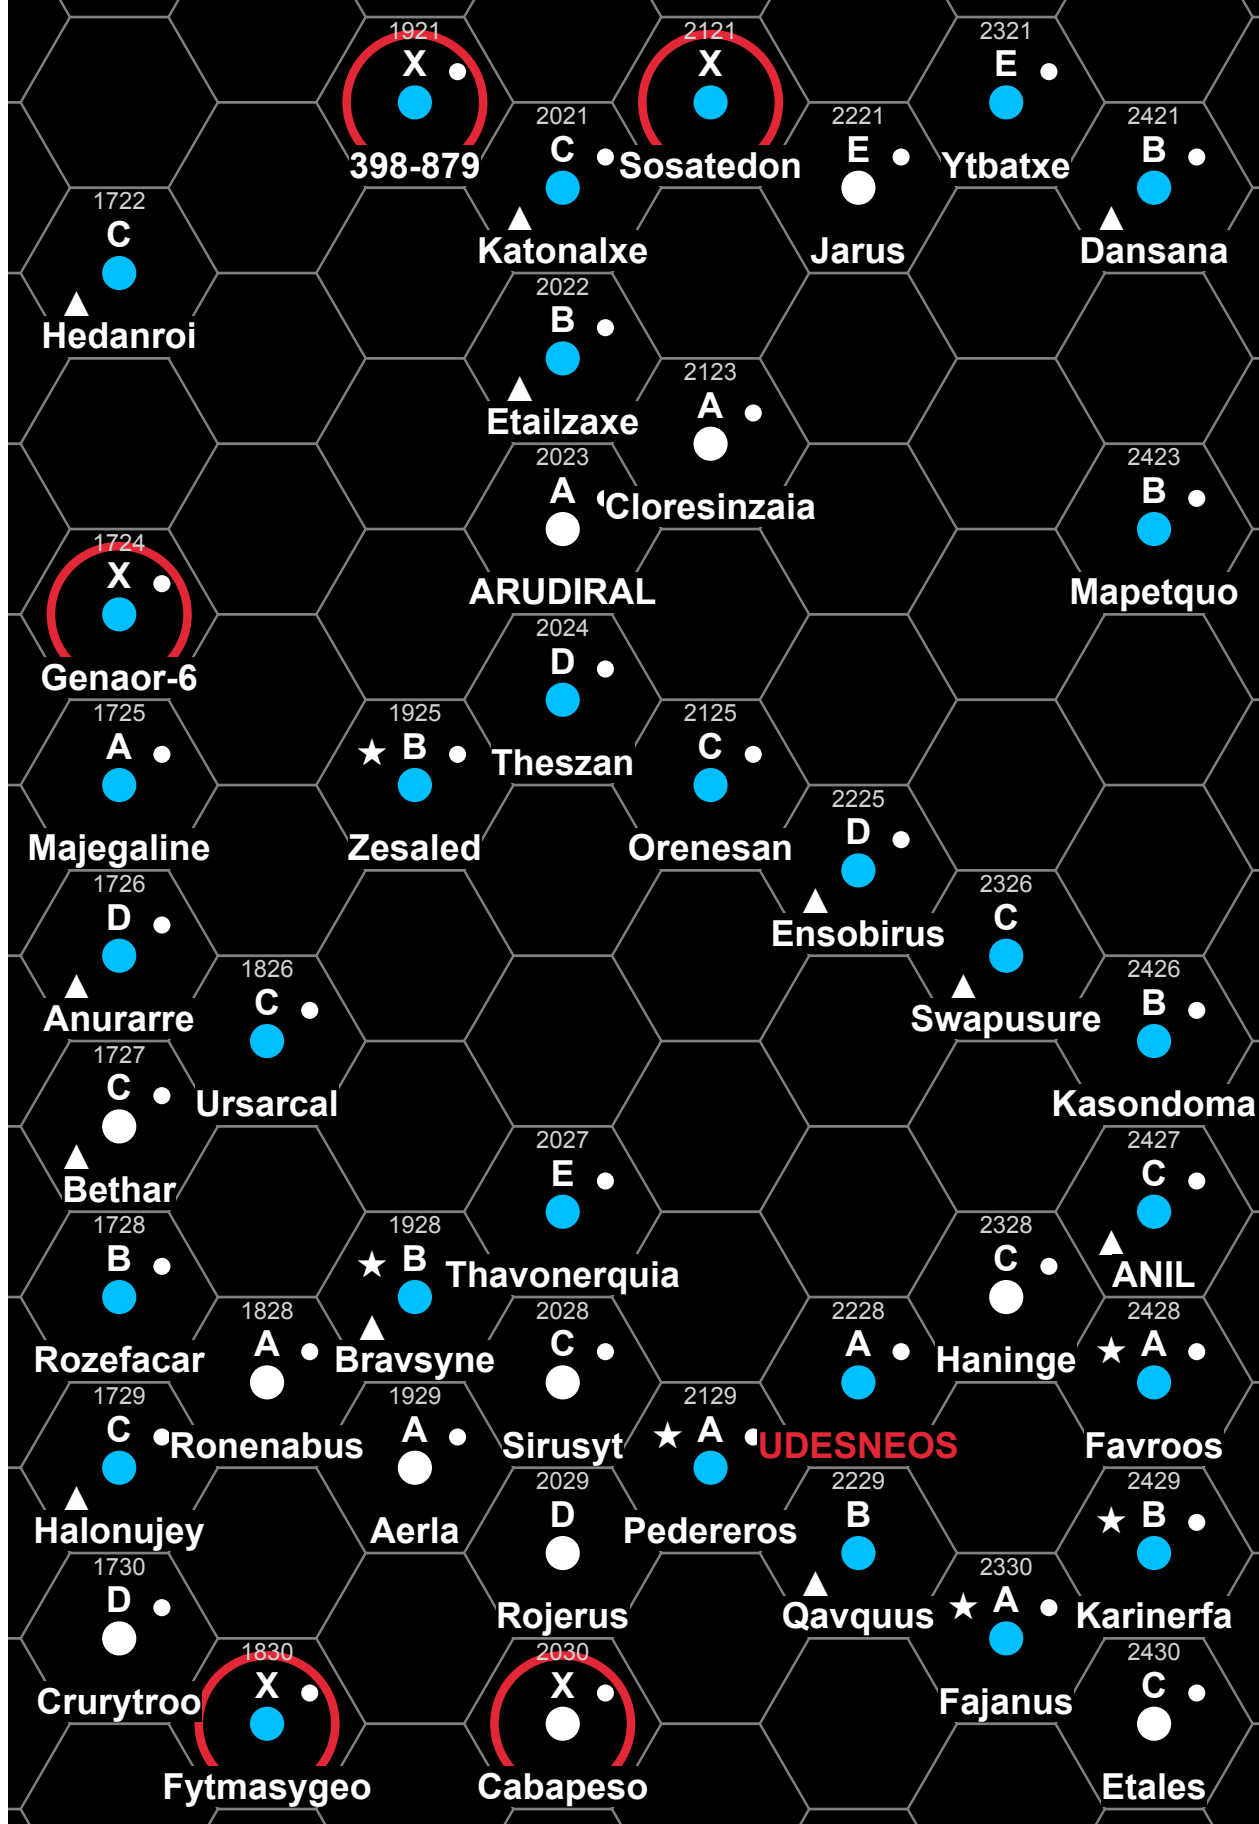 1921
X
398-879
2121
X
Sosatedon
2321
E
Ytbatxe
2021
C
Katonalxe
2221
E
Jarus
2421
B
Dansana
1722
C
Hedanroi
2022
B
Etailzaxe
2123
A
Cloresinzaia
2023
A
ARUDIRAL
2423
B
Mapetquo
1724
X
Genaor-6
2024
D
Theszan
1725
A
Majegaline
1925
B
Zesaled
2125
C
Orenesan
2225
D
Ensobirus
1726
D
Anurarre
2326
C
Swapusure
1826
C
Ursarcal
2426
B
Kasondoma
1727
C
Bethar
2027
E
Thavonerquia
2427
C
ANIL
1728
B
Rozefacar
1928
B
Bravsyne
2328
C
Haninge
1828
A
Ronenabus
2028
C
Sirusyt
2228
A
UDESNEOS
2428
A
Favroos
1729
C
Halonujey
1929
A
Aerla
2129
A
Pedereros
2029
D
Rojerus
2229
B
Qavquus
2429
B
Karinerfa
1730
D
Crurytroo
2330
A
Fajanus
1830
X
Fytmasygeo
2030
X
Cabapeso
2430
C
Etales